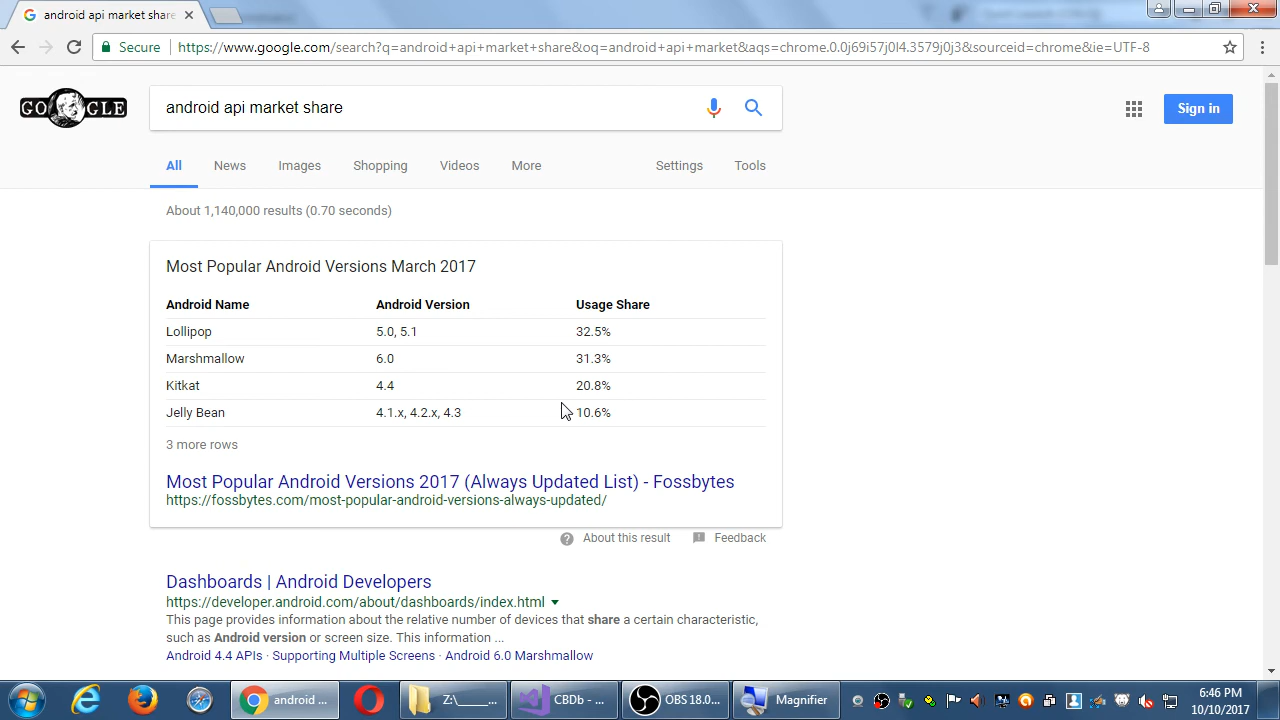 android api market share
Secure https://www.google.com/search?q=android+api+market+share&oq=android+api+market&aqs=chrome.0.0j69i57j0l4.3579j0j3&sourceid=chrome&ie=UTF-8
GOOGLE
android api market share
Sign in
All News Images Shopping Videos More Settings Tools
About 1,140,000 results (0.70 seconds)
Most Popular Android Versions March 2017
Android Name Android Version Usage Share
Lollipop 5.0, 5.1 32.5%
Marshmallow 6.0 31.3%
Kitkat 4.4 20.8%
Jelly Bean 4.1.x, 4.2.x, 4.3 10.6%
3 more rows
Most Popular Android Versions 2017 (Always Updated List) - Fossbytes
https://fossbytes.com/most-popular-android-versions-always-updated/
About this result Feedback
Dashboards | Android Developers
https://developer.android.com/about/dashboards/index.html
This page provides information about the relative number of devices that share a certain characteristic,
such as Android version or screen size. This information ...
Android 4.4 APIs · Supporting Multiple Screens · Android 6.0 Marshmallow
android ... Z:\____... CBDb - ... OBS 18.0... Magnifier
6:46 PM
10/10/2017